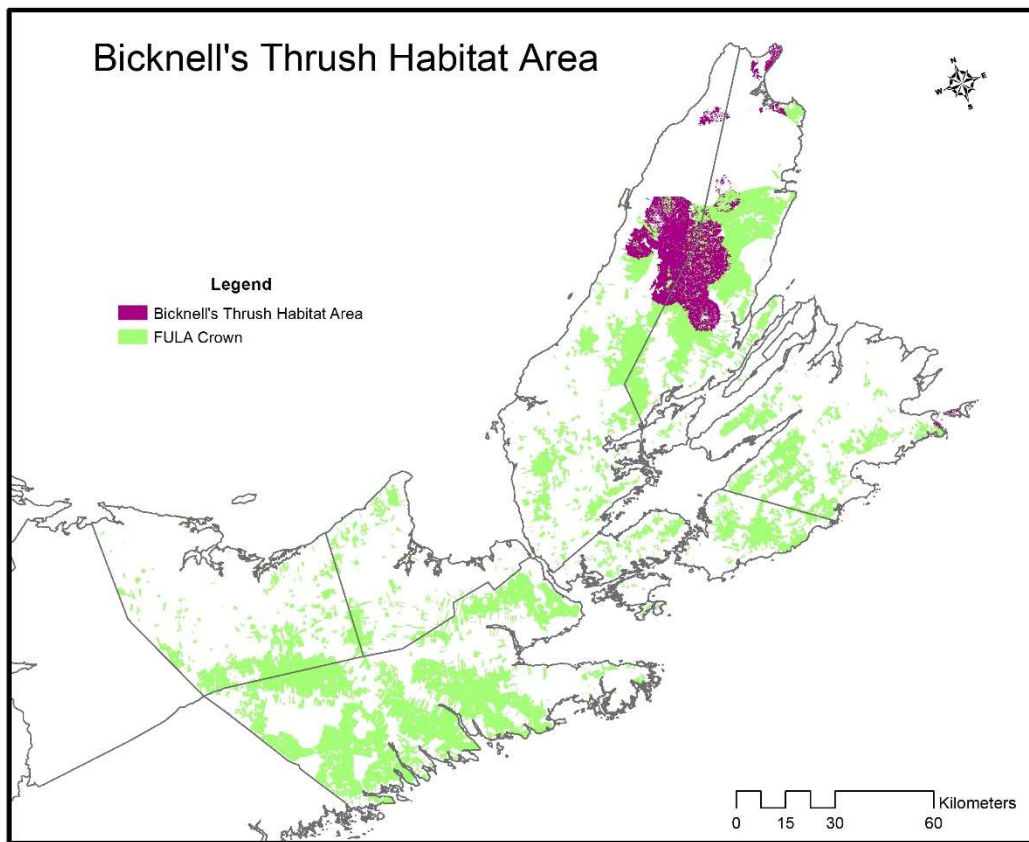 Bicknell's Thrush Habitat Area
N
W E
S
Legend
Bicknell's Thrush Habitat Area
FULA Crown
Kilometers
0 15 30 60